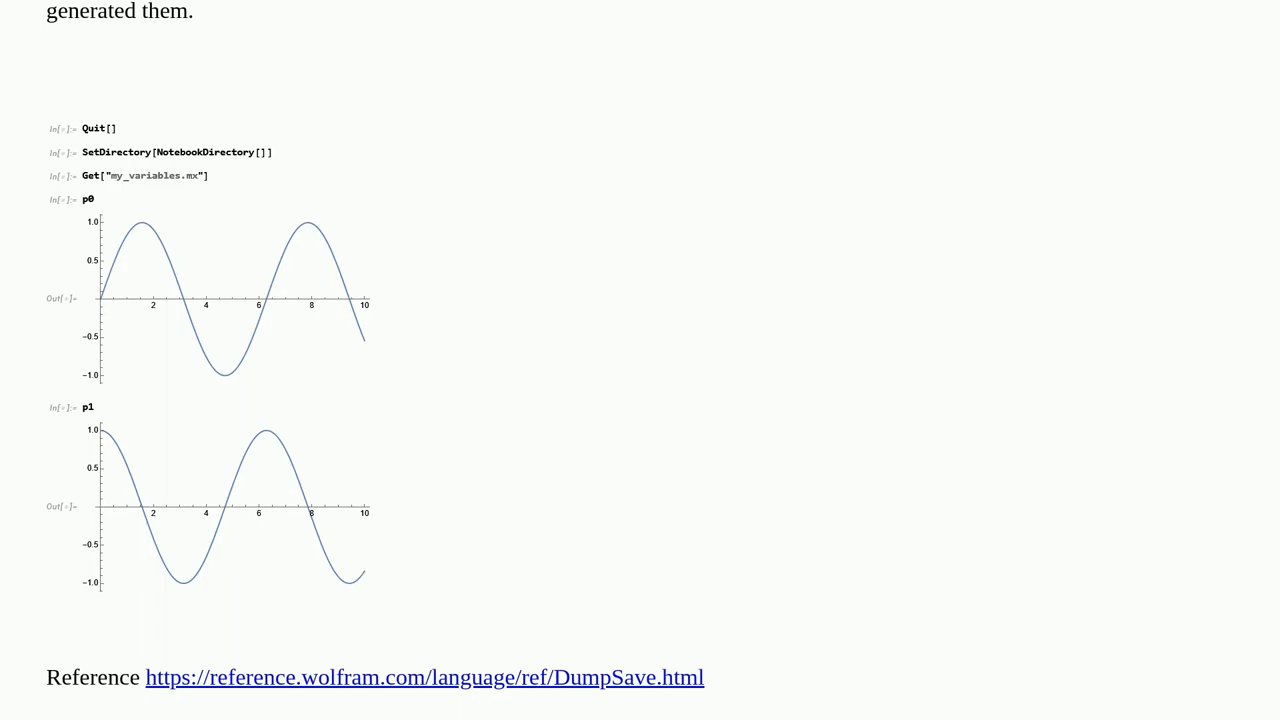 generated them.
In[ ]:= Quit[]
In[ ]:= SetDirectory[NotebookDirectory[]]
In[ ]:= Get["my_variables.mx"]
In[ ]:= p0
1.0
0.5
Out[ ]=
2 4 6 8 10
-0.5
-1.0
In[ ]:= p1
1.0
0.5
Out[ ]=
2 4 6 8 10
-0.5
-1.0
Reference https://reference.wolfram.com/language/ref/DumpSave.html